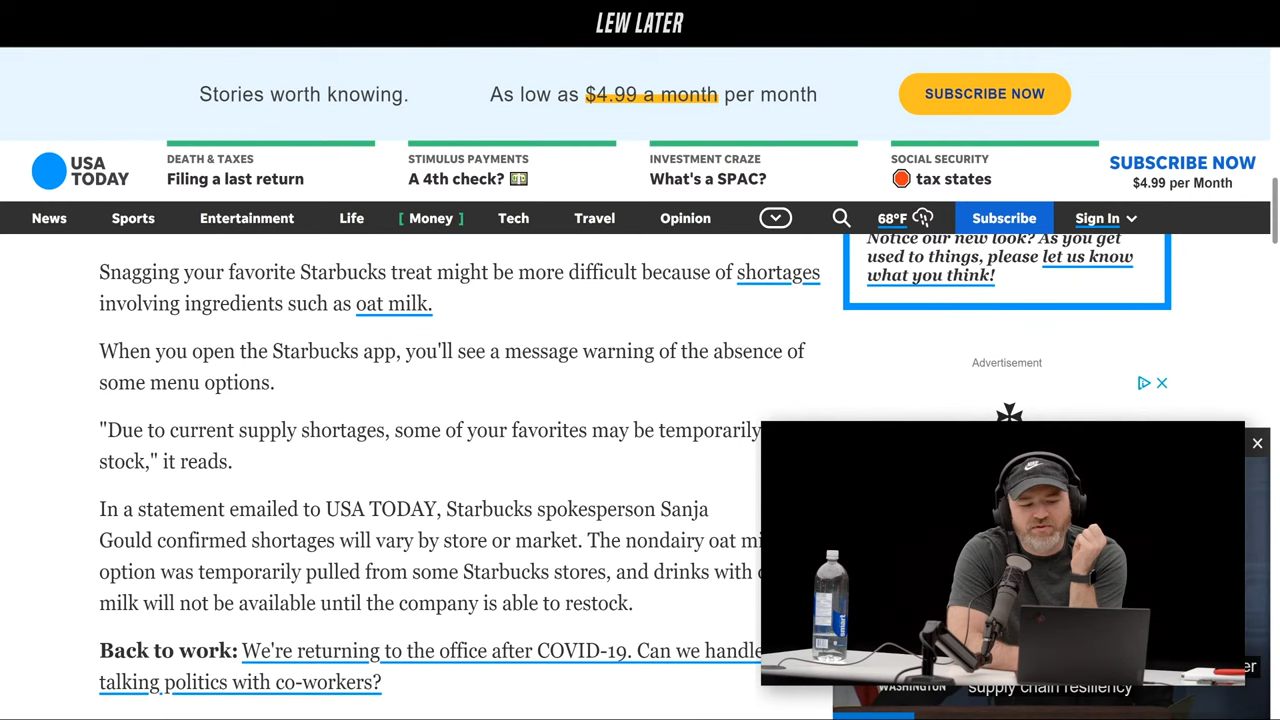 LEW LATER
Stories worth knowing.
As low as $4.99 a month per month
SUBSCRIBE NOW
USA TODAY
DEATH & TAXES
Filing a last return
STIMULUS PAYMENTS
A 4th check?
INVESTMENT CRAZE
What's a SPAC?
SOCIAL SECURITY
tax states
SUBSCRIBE NOW
$4.99 per Month
News Sports Entertainment Life [ Money ] Tech Travel Opinion 68°F Subscribe Sign In
Snagging your favorite Starbucks treat might be more difficult because of shortages
involving ingredients such as oat milk.
When you open the Starbucks app, you'll see a message warning of the absence of
some menu options.
"Due to current supply shortages, some of your favorites may be temporarily
stock," it reads.
In a statement emailed to USA TODAY, Starbucks spokesperson Sanja
Gould confirmed shortages will vary by store or market. The nondairy oat
option was temporarily pulled from some Starbucks stores, and drinks with
milk will not be available until the company is able to restock.
Back to work: We're returning to the office after COVID-19. Can we handle
talking politics with co-workers?
Notice our new look? As you get
used to things, please let us know
what you think!
Advertisement
smart
WASHINGTON
supply chain resiliency